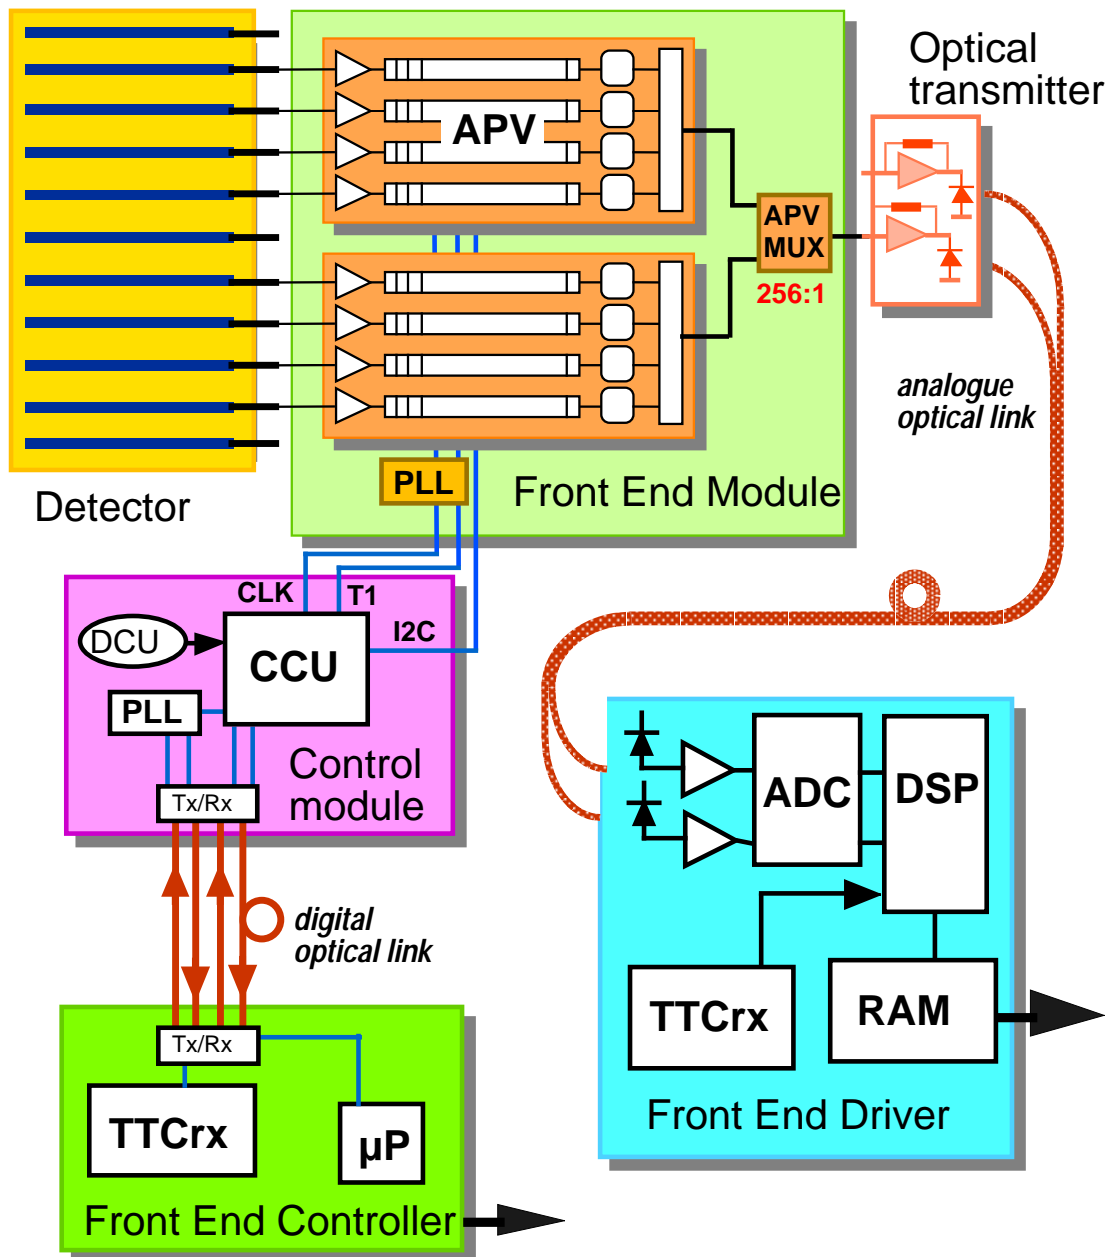 Optical
transmitter
APV
APV
MUX
256:1
analogue
optical link
PLL
Front End Module
Detector
CLK
T1
I2C
DCU
CCU
PLL
Control
module
Tx/Rx
digital
optical link
Tx/Rx
TTCrx
µP
Front End Controller
ADC
DSP
TTCrx
RAM
Front End Driver